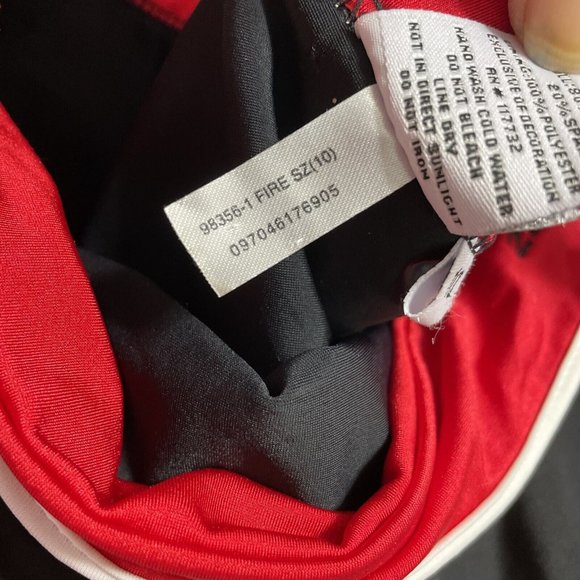 98356-1 FIRE SZ(10)
097046176905
20% SPA
100% POLYESTER
EXCLUSIVE OF DECORATION
RN# 117732
HAND WASH COLD WATER
DO NOT BLEACH
LINE DRY
NOT IN DIRECT SUNLIGHT
DO NOT IRON